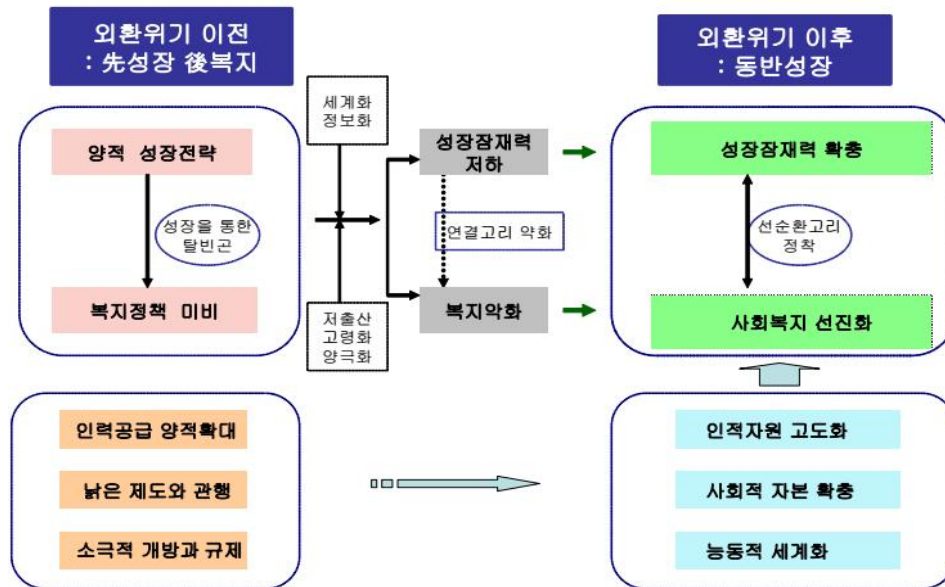 외환위기 이전
: 先성장 後복지
외환위기 이후
: 동반성장
양적 성장전략
성장을 통한
탈빈곤
복지정책 미비
세계화
정보화
저출산
고령화
양극화
성장잠재력
저하
연결고리 약화
복지악화
성장잠재력 확충
선순환고리
정착
사회복지 선진화
인력공급 양적확대
낡은 제도와 관행
소극적 개방과 규제
인적자원 고도화
사회적 자본 확충
능동적 세계화